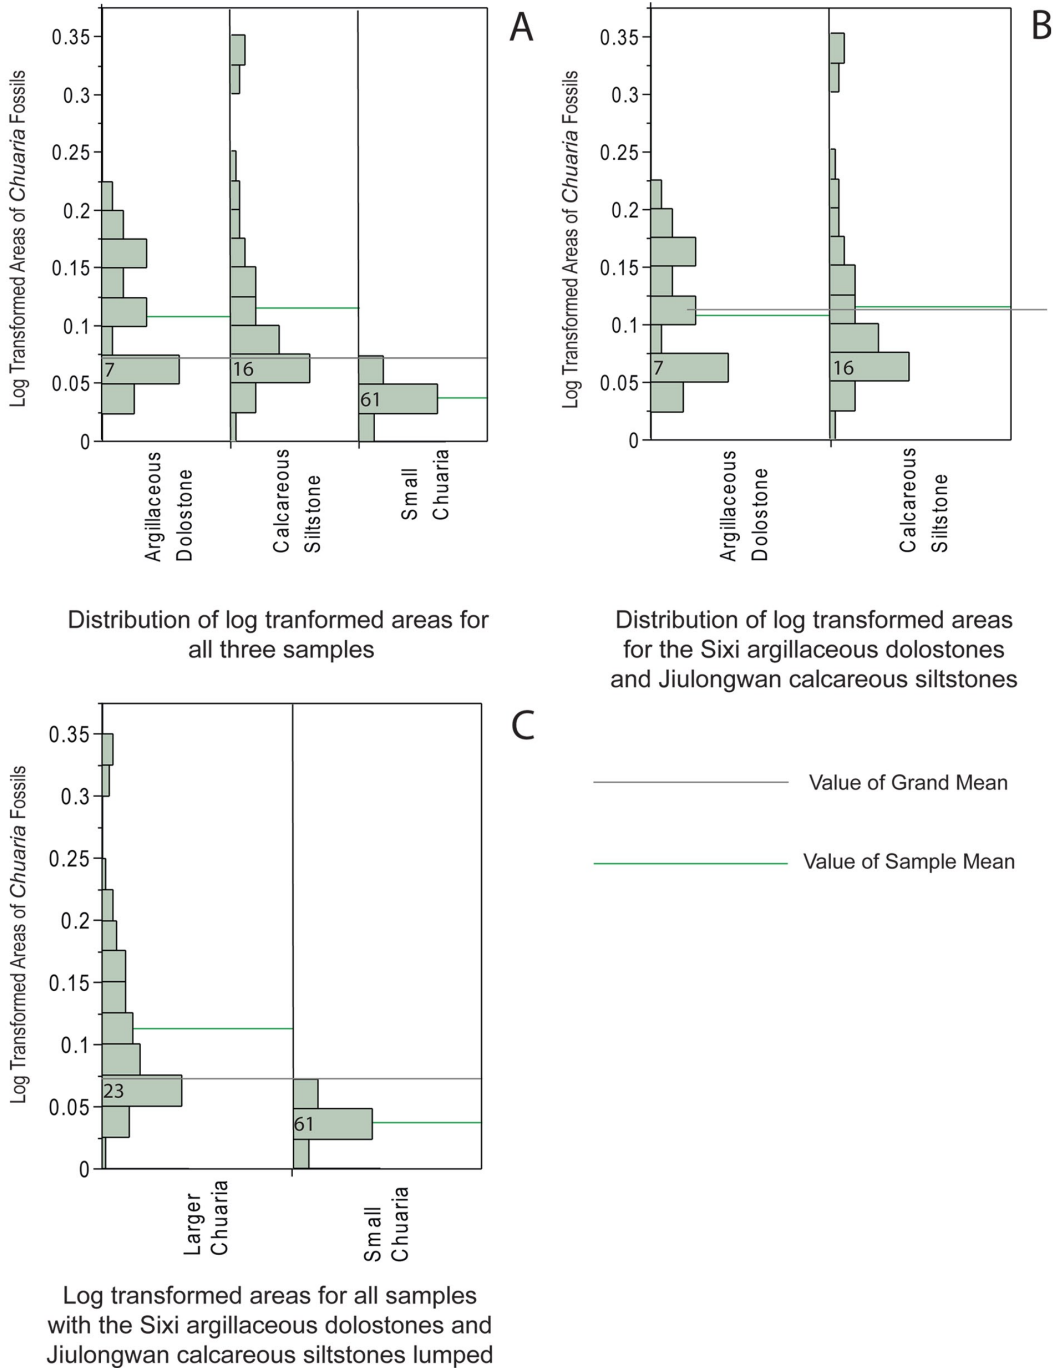 A
Log Transformed Areas of Chuaria Fossils
0.35
0.3
0.25
0.2
0.15
0.1
0.05
0
7
16
61
Argillaceous
Dolostone
Calcareous
Siltstone
Small
Chuaria
Distribution of log tranformed areas for
all three samples
B
Log Transformed Areas of Chuaria Fossils
0.35
0.3
0.25
0.2
0.15
0.1
0.05
0
7
16
Argillaceous
Dolostone
Calcareous
Siltstone
Distribution of log transformed areas
for the Sixi argillaceous dolostones
and Jiulongwan calcareous siltstones
C
Log Transformed Areas of Chuaria Fossils
0.35
0.3
0.25
0.2
0.15
0.1
0.05
0
23
61
Larger
Chuaria
Small
Chuaria
Log transformed areas for all samples
with the Sixi argillaceous dolostones and
Jiulongwan calcareous siltstones lumped
Value of Grand Mean
Value of Sample Mean